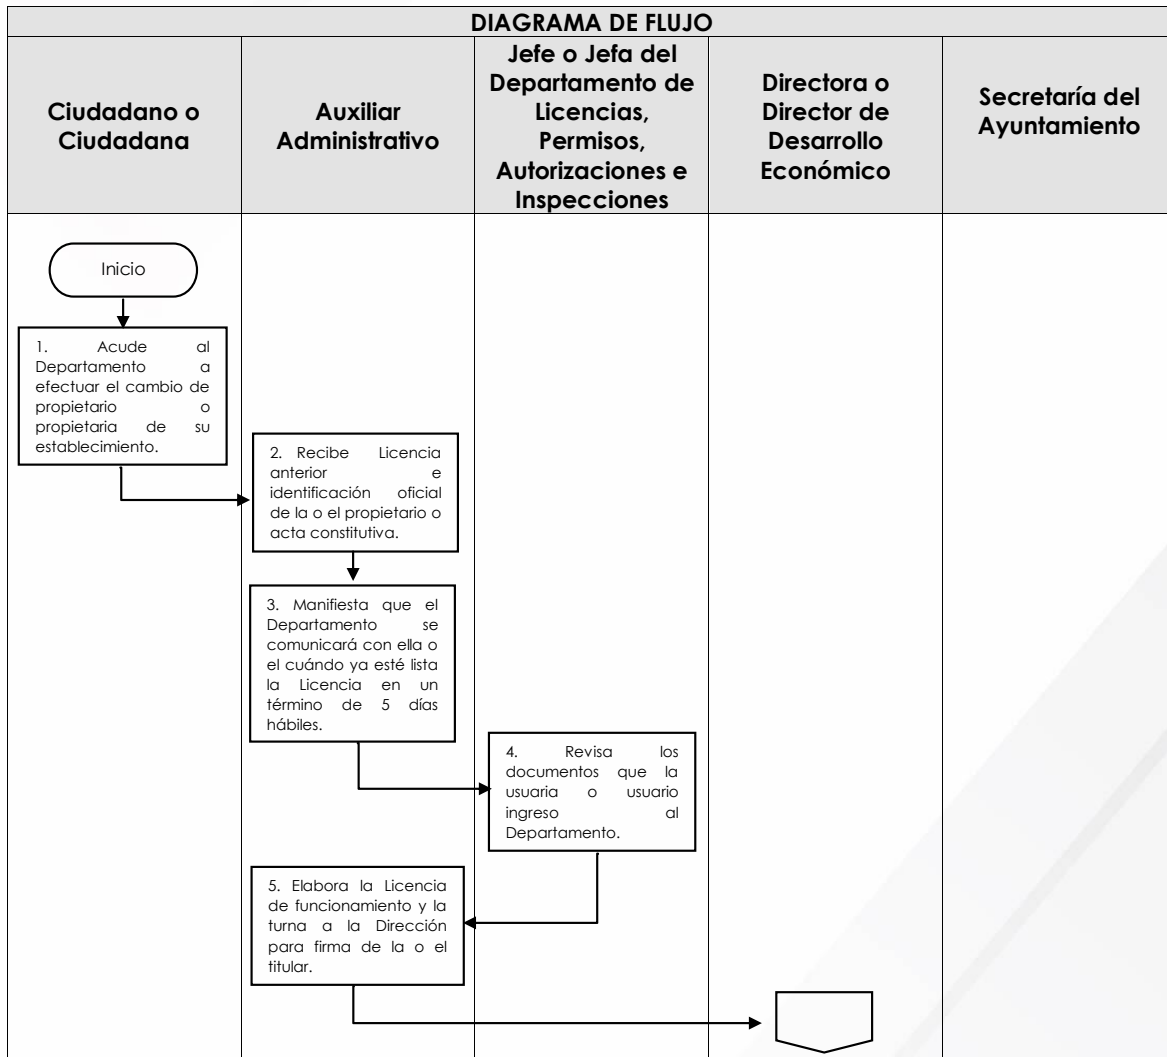 DIAGRAMA DE FLUJO
Ciudadano o
Ciudadana
Auxiliar
Administrativo
Jefe o Jefa del
Departamento de
Licencias,
Permisos,
Autorizaciones e
Inspecciones
Directora o
Director de
Desarrollo
Económico
Secretaría del
Ayuntamiento
Inicio
1. Acude al
Departamento a
efectuar el cambio de
propietario o
propietaria de su
establecimiento.
2. Recibe Licencia
anterior e
identificación oficial
de la o el propietario o
acta constitutiva.
3. Manifiesta que el
Departamento se
comunicará con ella o
el cuándo ya esté lista
la Licencia en un
término de 5 días
hábiles.
4. Revisa los
documentos que la
usuaria o usuario
ingreso al
Departamento.
5. Elabora la Licencia
de funcionamiento y la
turna a la Dirección
para firma de la o el
titular.